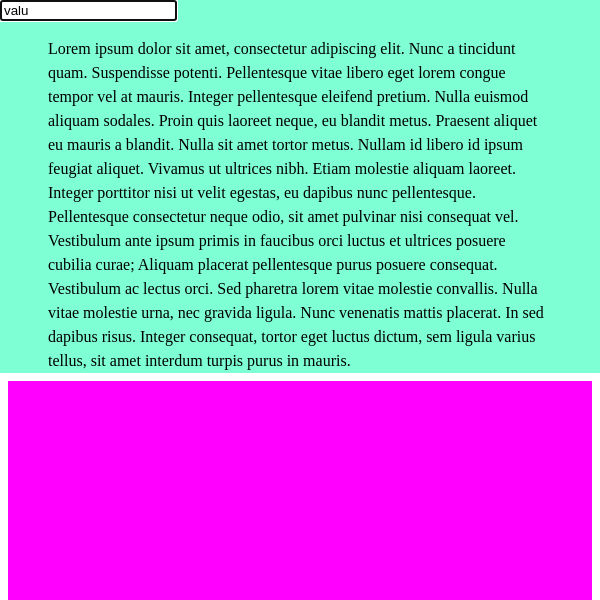 valu
Lorem ipsum dolor sit amet, consectetur adipiscing elit. Nunc a tincidunt
quam. Suspendisse potenti. Pellentesque vitae libero eget lorem congue
tempor vel at mauris. Integer pellentesque eleifend pretium. Nulla euismod
aliquam sodales. Proin quis laoreet neque, eu blandit metus. Praesent aliquet
eu mauris a blandit. Nulla sit amet tortor metus. Nullam id libero id ipsum
feugiat aliquet. Vivamus ut ultrices nibh. Etiam molestie aliquam laoreet.
Integer porttitor nisi ut velit egestas, eu dapibus nunc pellentesque.
Pellentesque consectetur neque odio, sit amet pulvinar nisi consequat vel.
Vestibulum ante ipsum primis in faucibus orci luctus et ultrices posuere
cubilia curae; Aliquam placerat pellentesque purus posuere consequat.
Vestibulum ac lectus orci. Sed pharetra lorem vitae molestie convallis. Nulla
vitae molestie urna, nec gravida ligula. Nunc venenatis mattis placerat. In sed
dapibus risus. Integer consequat, tortor eget luctus dictum, sem ligula varius
tellus, sit amet interdum turpis purus in mauris.